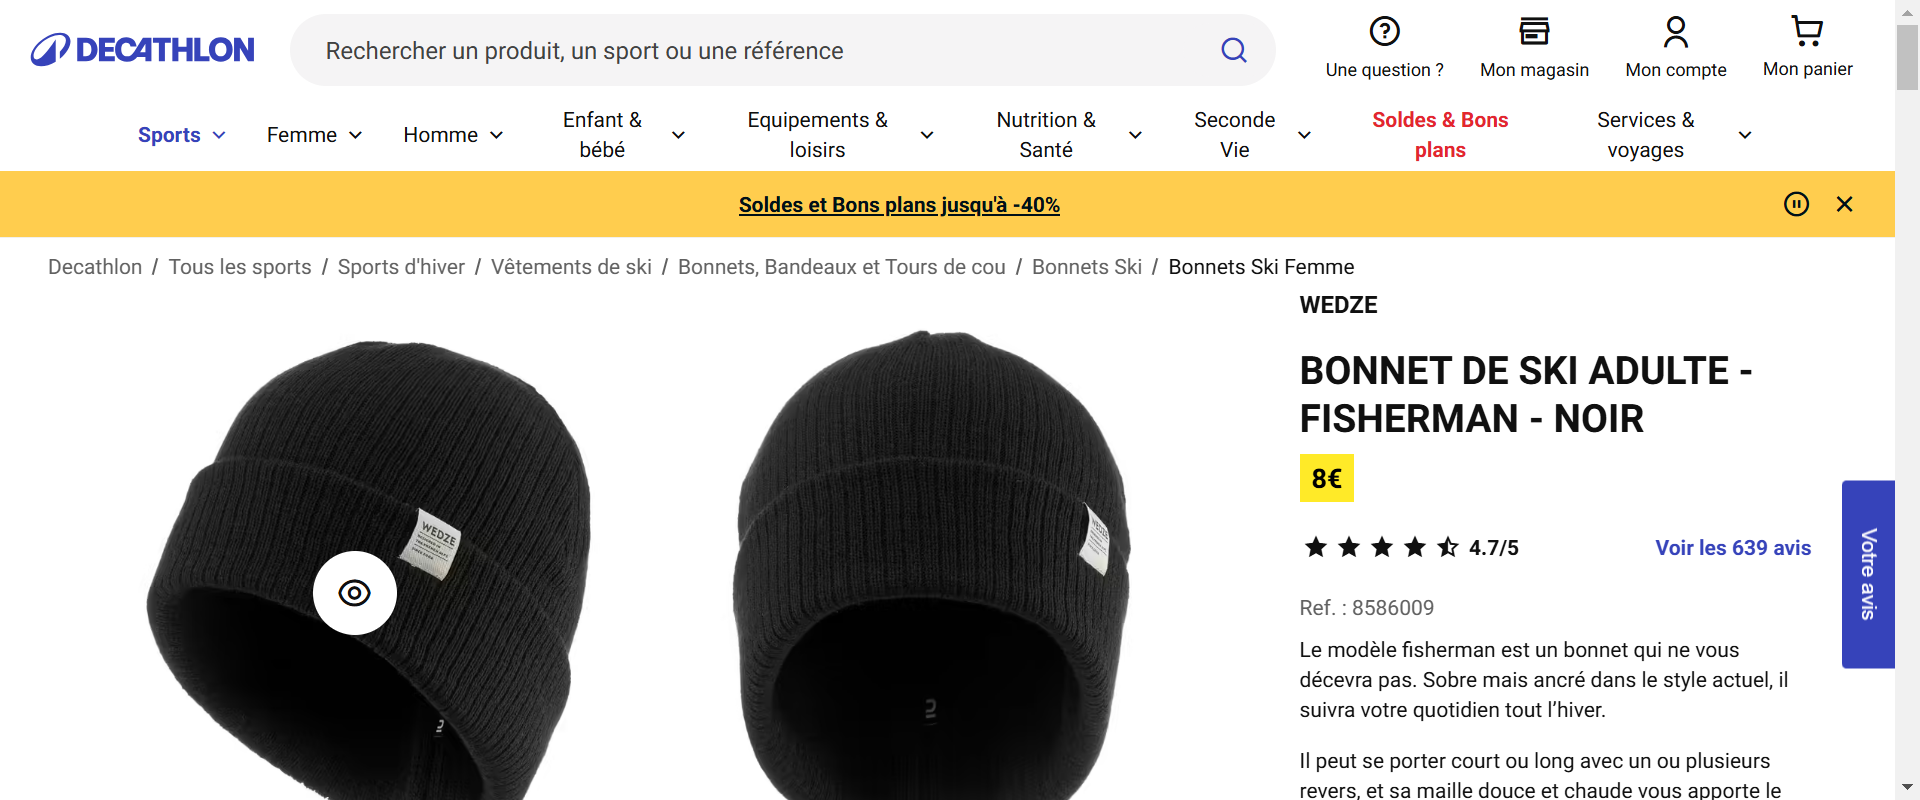 DECATHLON
Rechercher un produit, un sport ou une référence
Une question ?
Mon magasin
Mon compte
Mon panier
Sports
Femme
Homme
Enfant &
bébé
Equipements &
loisirs
Nutrition &
Santé
Seconde
Vie
Soldes & Bons
plans
Services &
voyages
Soldes et Bons plans jusqu'à -40%
Decathlon / Tous les sports / Sports d'hiver / Vêtements de ski / Bonnets, Bandeaux et Tours de cou / Bonnets Ski / Bonnets Ski Femme
WEDZE
WEDZE
WEDZE
BONNET DE SKI ADULTE -
FISHERMAN - NOIR
8€
4.7/5
Voir les 639 avis
Votre avis
Ref. : 8586009
Le modèle fisherman est un bonnet qui ne vous
décevra pas. Sobre mais ancré dans le style actuel, il
suivra votre quotidien tout l’hiver.
Il peut se porter court ou long avec un ou plusieurs
revers, et sa maille douce et chaude vous apporte le